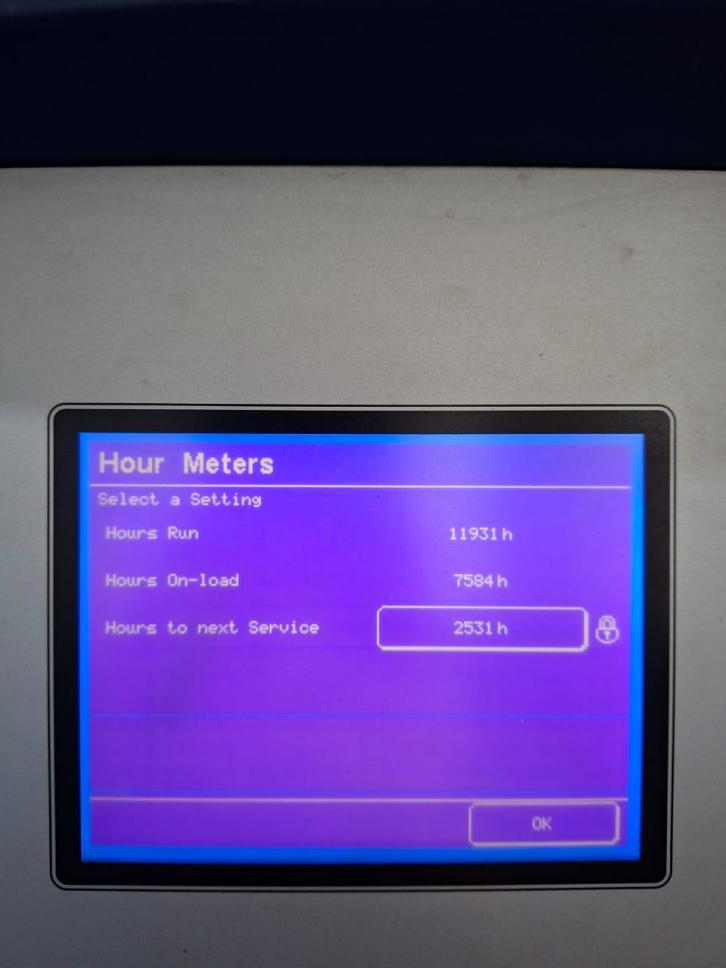 Hour Meters
Select a Setting
Hours Run 11931 h
Hours On-load 7584 h
Hours to next Service 2531 h
OK